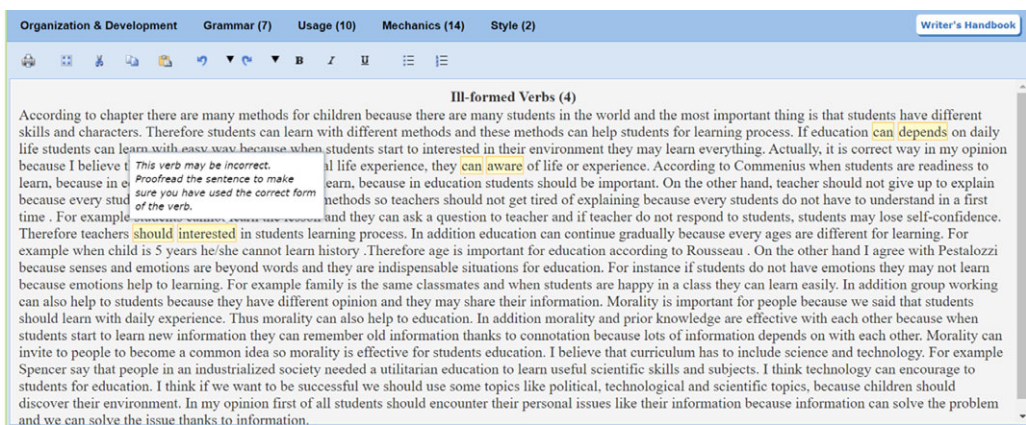 Organization & Development Grammar (7) Usage (10) Mechanics (14) Style (2) Writer's Handbook
B I U
Ill-formed Verbs (4)
According to chapter there are many methods for children because there are many students in the world and the most important thing is that student have different
skills and characters. Therefore students can learn with different methods and these methods can help students for learning process. If education can depends on daily
life students can learn with easy way because when students start to interested in their environment they may learn everything. Actually, it is correct way in my opinion
because I believe t al life experience, they can aware of life or experience. According to Commenius when students are readiness to
learn, because in e earn, because in education students should be important. On the other hand, teacher should not give up to explain
because every stud methods so teachers should not get tired of explaining because every students do not have to understand in a first
time . For example students cannot learn the lesson and they can ask a question to teacher and if teacher do not respond to students, students may lose self-confidence.
This verb may be incorrect.
Proofread the sentence to make
sure you have used the correct form
of the verb.
Therefore teachers should interested in students learning process. In addition education can continue gradually because every ages are different for learning. For
example when child is 5 years he/she cannot learn history .Therefore age is important for education according to Rousseau . On the other hand I agree with Pestalozzi
because senses and emotions are beyond words and they are indispensable situations for education. For instance if students do not have emotions they may not learn
because emotions help to learning. For example family is the same classmates and when students are happy in a class they can learn easily. In addition group working
can also help to students because they have different opinion and they may share their information. Morality is important for people because we said that students
should learn with daily experience. Thus morality can also help to education. In addition morality and prior knowledge are effective with each other because when
students start to learn new information they can remember old information thanks to connotation because lots of information depends on with each other. Morality can
invite to people to become a common idea so morality is effective for students education. I believe that curriculum has to include science and technology. For example
Spencer say that people in an industrialized society needed a utilitarian education to learn useful scientific skills and subjects. I think technology can encourage to
students for education. I think if we want to be successful we should use some topics like political, technological and scientific topics, because children should
discover their environment. In my opinion first of all students should encounter their personal issues like their information because information can solve the problem
and we can solve the issue thanks to information.